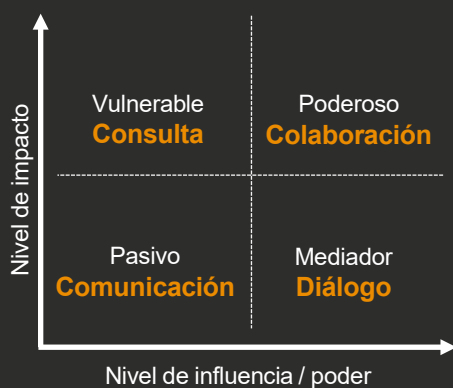 Nivel de impacto
Vulnerable
Consulta
Poderoso
Colaboración
Pasivo
Comunicación
Mediador
Diálogo
Nivel de influencia / poder